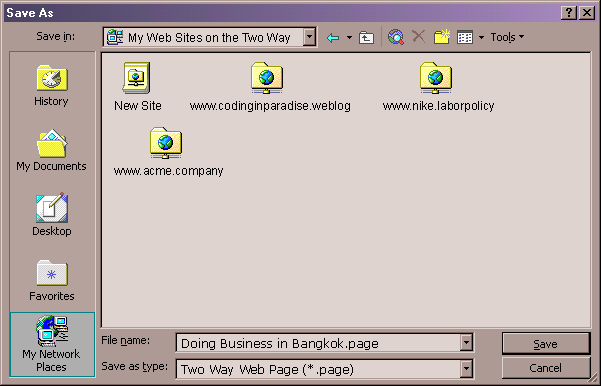 Save As
Save in:
My Web Sites on the Two Way
Tools
History
My Documents
Desktop
Favorites
My Network
Places
New Site
www.codinginparadise.weblog
www.nike.laborpolicy
www.acme.company
File name:
Doing Business in Bangkok.page
Save
Save as type:
Two Way Web Page (*.page)
Cancel